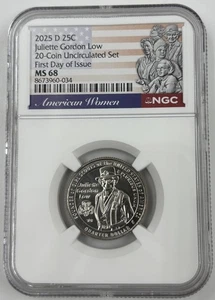 2025 D 25C
Juliette Gordon Low
20-Coin Uncirculated Set
First Day of Issue
MS 68
8673960-034
NGC
American Women
Juliette
Gordon
Low
QUARTER DOLLAR